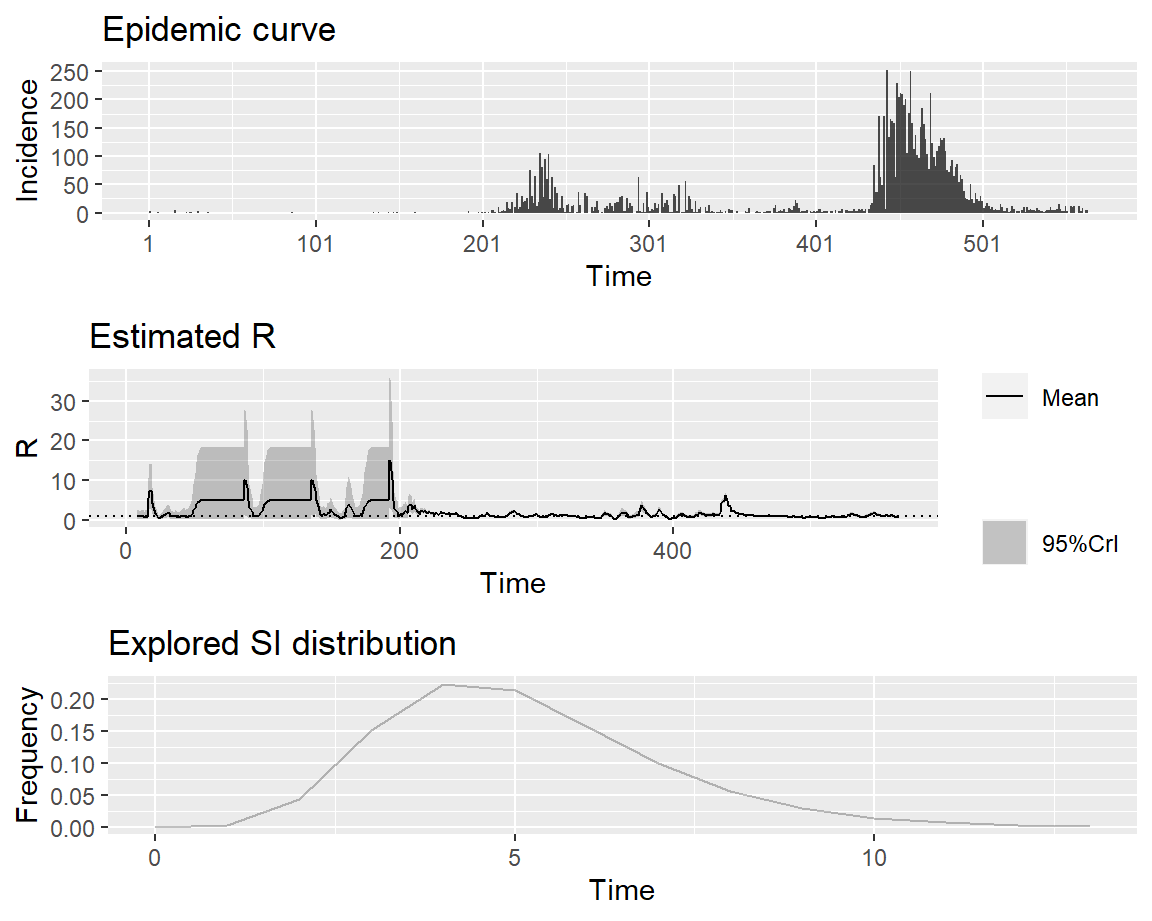 Epidemic curve
Incidence
250
200
150
100
50
0
1 101 201 301 401 501
Time
Estimated R
R
30
20
10
0
0 200 400
Time
Mean
95%CrI
Explored SI distribution
Frequency
0.20
0.15
0.10
0.05
0.00
0 5 10
Time